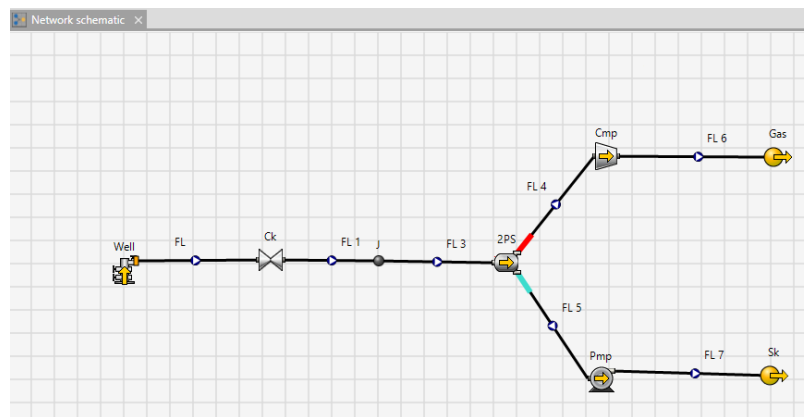 Network schematic
Cmp
FL 6
Gas
FL 4
Well
FL
Ck
FL 1
J
FL 3
2PS
FL 5
Pmp
FL 7
Sk